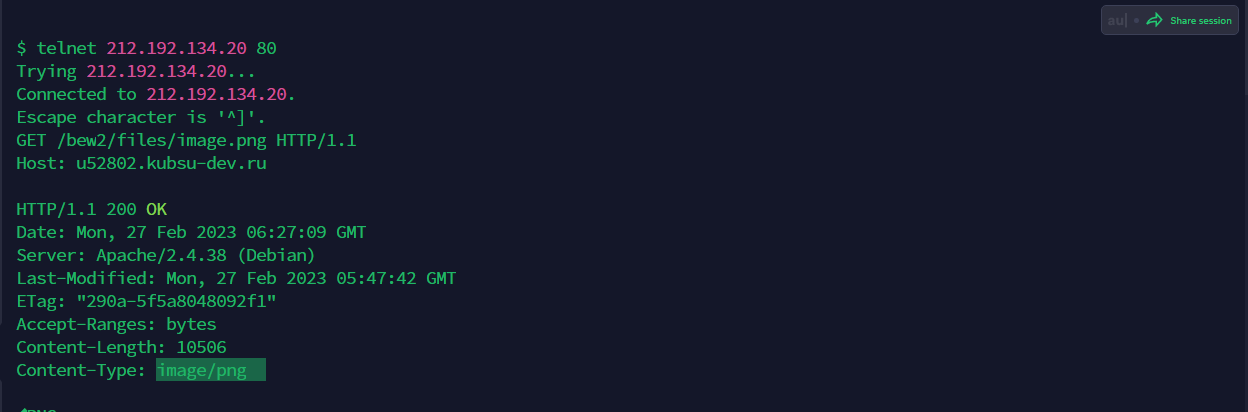 au| • Share session
$ telnet 212.192.134.20 80
Trying 212.192.134.20...
Connected to 212.192.134.20.
Escape character is '^]'.
GET /bew2/files/image.png HTTP/1.1
Host: u52802.kubsu-dev.ru
HTTP/1.1 200 OK
Date: Mon, 27 Feb 2023 06:27:09 GMT
Server: Apache/2.4.38 (Debian)
Last-Modified: Mon, 27 Feb 2023 05:47:42 GMT
ETag: "290a-5f5a8048092f1"
Accept-Ranges: bytes
Content-Length: 10506
Content-Type: image/png